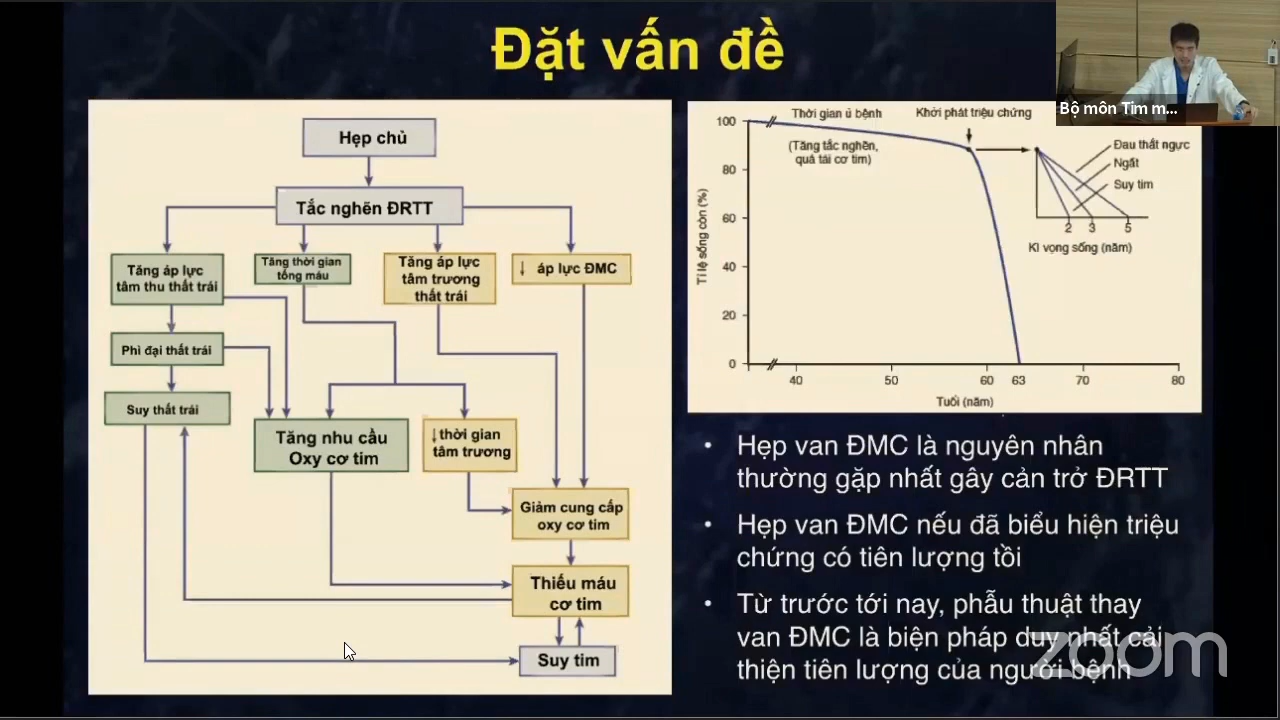 Đặt vấn đề
Bộ môn Tim m...
Hẹp chủ
Tắc nghẽn ĐRTT
Tăng áp lực
tâm thu thất trái
Tăng thời gian
tống máu
Tăng áp lực
tâm trương
thất trái
↓ áp lực ĐMC
Phì đại thất trái
Suy thất trái
Tăng nhu cầu
Oxy cơ tim
↓thời gian
tâm trương
Giảm cung cấp
oxy cơ tim
Thiếu máu
cơ tim
Suy tim
Thời gian ủ bệnh
(Tăng tắc nghẽn,
quá tải cơ tim)
Khởi phát triệu chứng
Đau thắt ngực
Ngất
Suy tim
2 3 5
Kì vọng sống (năm)
Tỉ lệ sống còn (%)
100
80
60
40
20
0
40 50 60 63 70 80
Tuổi (năm)
• Hẹp van ĐMC là nguyên nhân
thường gặp nhất gây cản trở ĐRTT
• Hẹp van ĐMC nếu đã biểu hiện triệu
chứng có tiên lượng tồi
• Từ trước tới nay, phẫu thuật thay
van ĐMC là biện pháp duy nhất cải
thiện tiên lượng của người bệnh
zoom